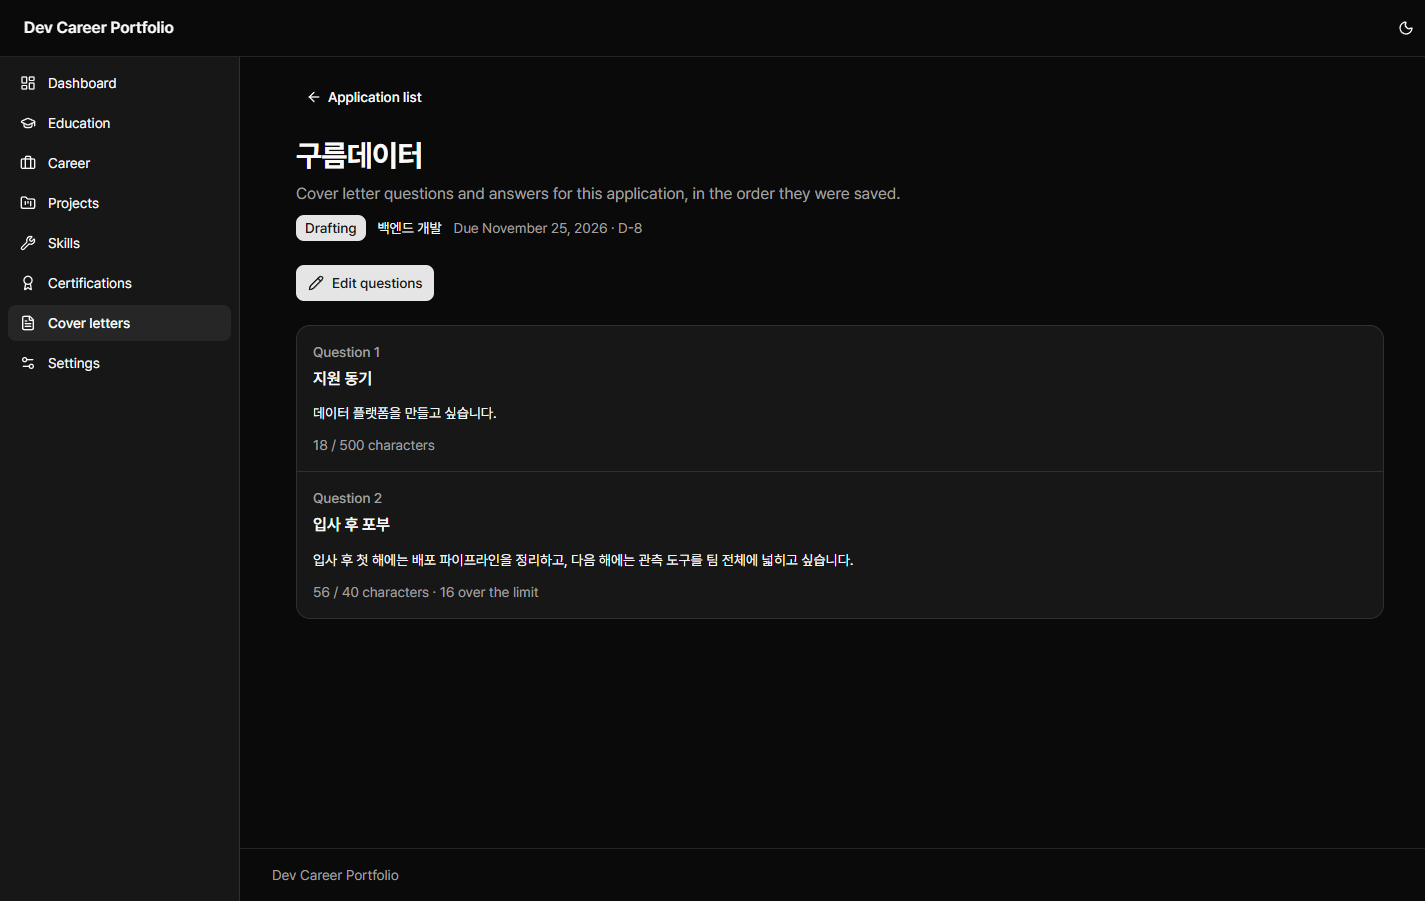 Dev Career Portfolio
Dashboard
Education
Career
Projects
Skills
Certifications
Cover letters
Settings
Application list
구름데이터
Cover letter questions and answers for this application, in the order they were saved.
Drafting 백엔드 개발 Due November 25, 2026 · D-8
Edit questions
Question 1
지원 동기
데이터 플랫폼을 만들고 싶습니다.
18 / 500 characters
Question 2
입사 후 포부
입사 후 첫 해에는 배포 파이프라인을 정리하고, 다음 해에는 관측 도구를 팀 전체에 넓히고 싶습니다.
56 / 40 characters · 16 over the limit
Dev Career Portfolio